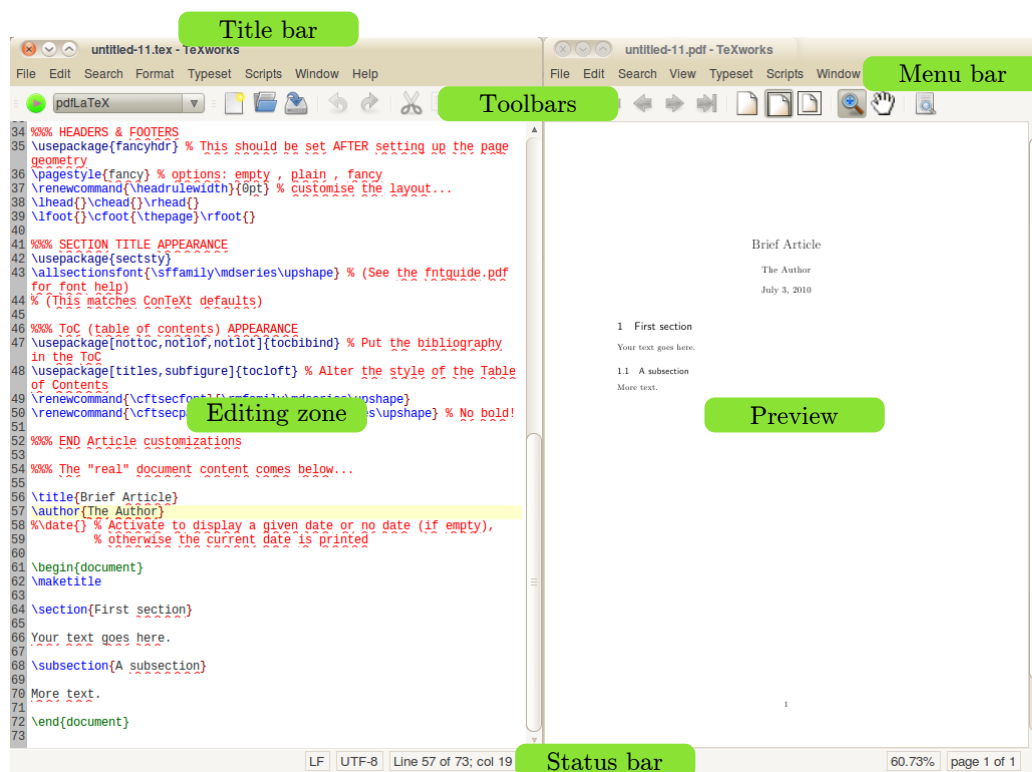 Title bar
untitled-11.tex - TeXworks
untitled-11.pdf - TeXworks
File Edit Search Format Typeset Scripts Window Help
File Edit Search View Typeset Scripts Window
Menu bar
pdfLaTeX
Toolbars
34 %%% HEADERS & FOOTERS
35 \usepackage{fancyhdr} % This should be set AFTER setting up the page
geometry
36 \pagestyle{fancy} % options: empty , plain , fancy
37 \renewcommand{\headrulewidth}{0pt} % customise the layout...
38 \lhead{}\chead{}\rhead{}
39 \lfoot{}\cfoot{\thepage}\rfoot{}
40
41 %%% SECTION TITLE APPEARANCE
42 \usepackage{sectsty}
43 \allsectionsfont{\sffamily\mdseries\upshape} % (See the fntguide.pdf
for font help)
44 % (This matches ConTeXt defaults)
45
46 %%% ToC (table of contents) APPEARANCE
47 \usepackage[nottoc,notlof,notlot]{tocbibind} % Put the bibliography
in the ToC
48 \usepackage[titles,subfigure]{tocloft} % Alter the style of the Table
of Contents
49 \renewcommand{\cftsecfont}{\rmfamily\mdseries\upshape}
50 \renewcommand{\cftsecp es\upshape} % No bold!
Editing zone
51
52 %%% END Article customizations
53
54 %%% The "real" document content comes below...
55
56 \title{Brief Article}
57 \author{The Author}
58 %\date{} % Activate to display a given date or no date (if empty),
59 % otherwise the current date is printed
60
61 \begin{document}
62 \maketitle
63
64 \section{First section}
65
66 Your text goes here.
67
68 \subsection{A subsection}
69
70 More text.
71
72 \end{document}
73
Brief Article
The Author
July 3, 2010
1 First section
Your text goes here.
1.1 A subsection
More text.
Preview
1
LF UTF-8 Line 57 of 73; col 19
Status bar
60.73% page 1 of 1